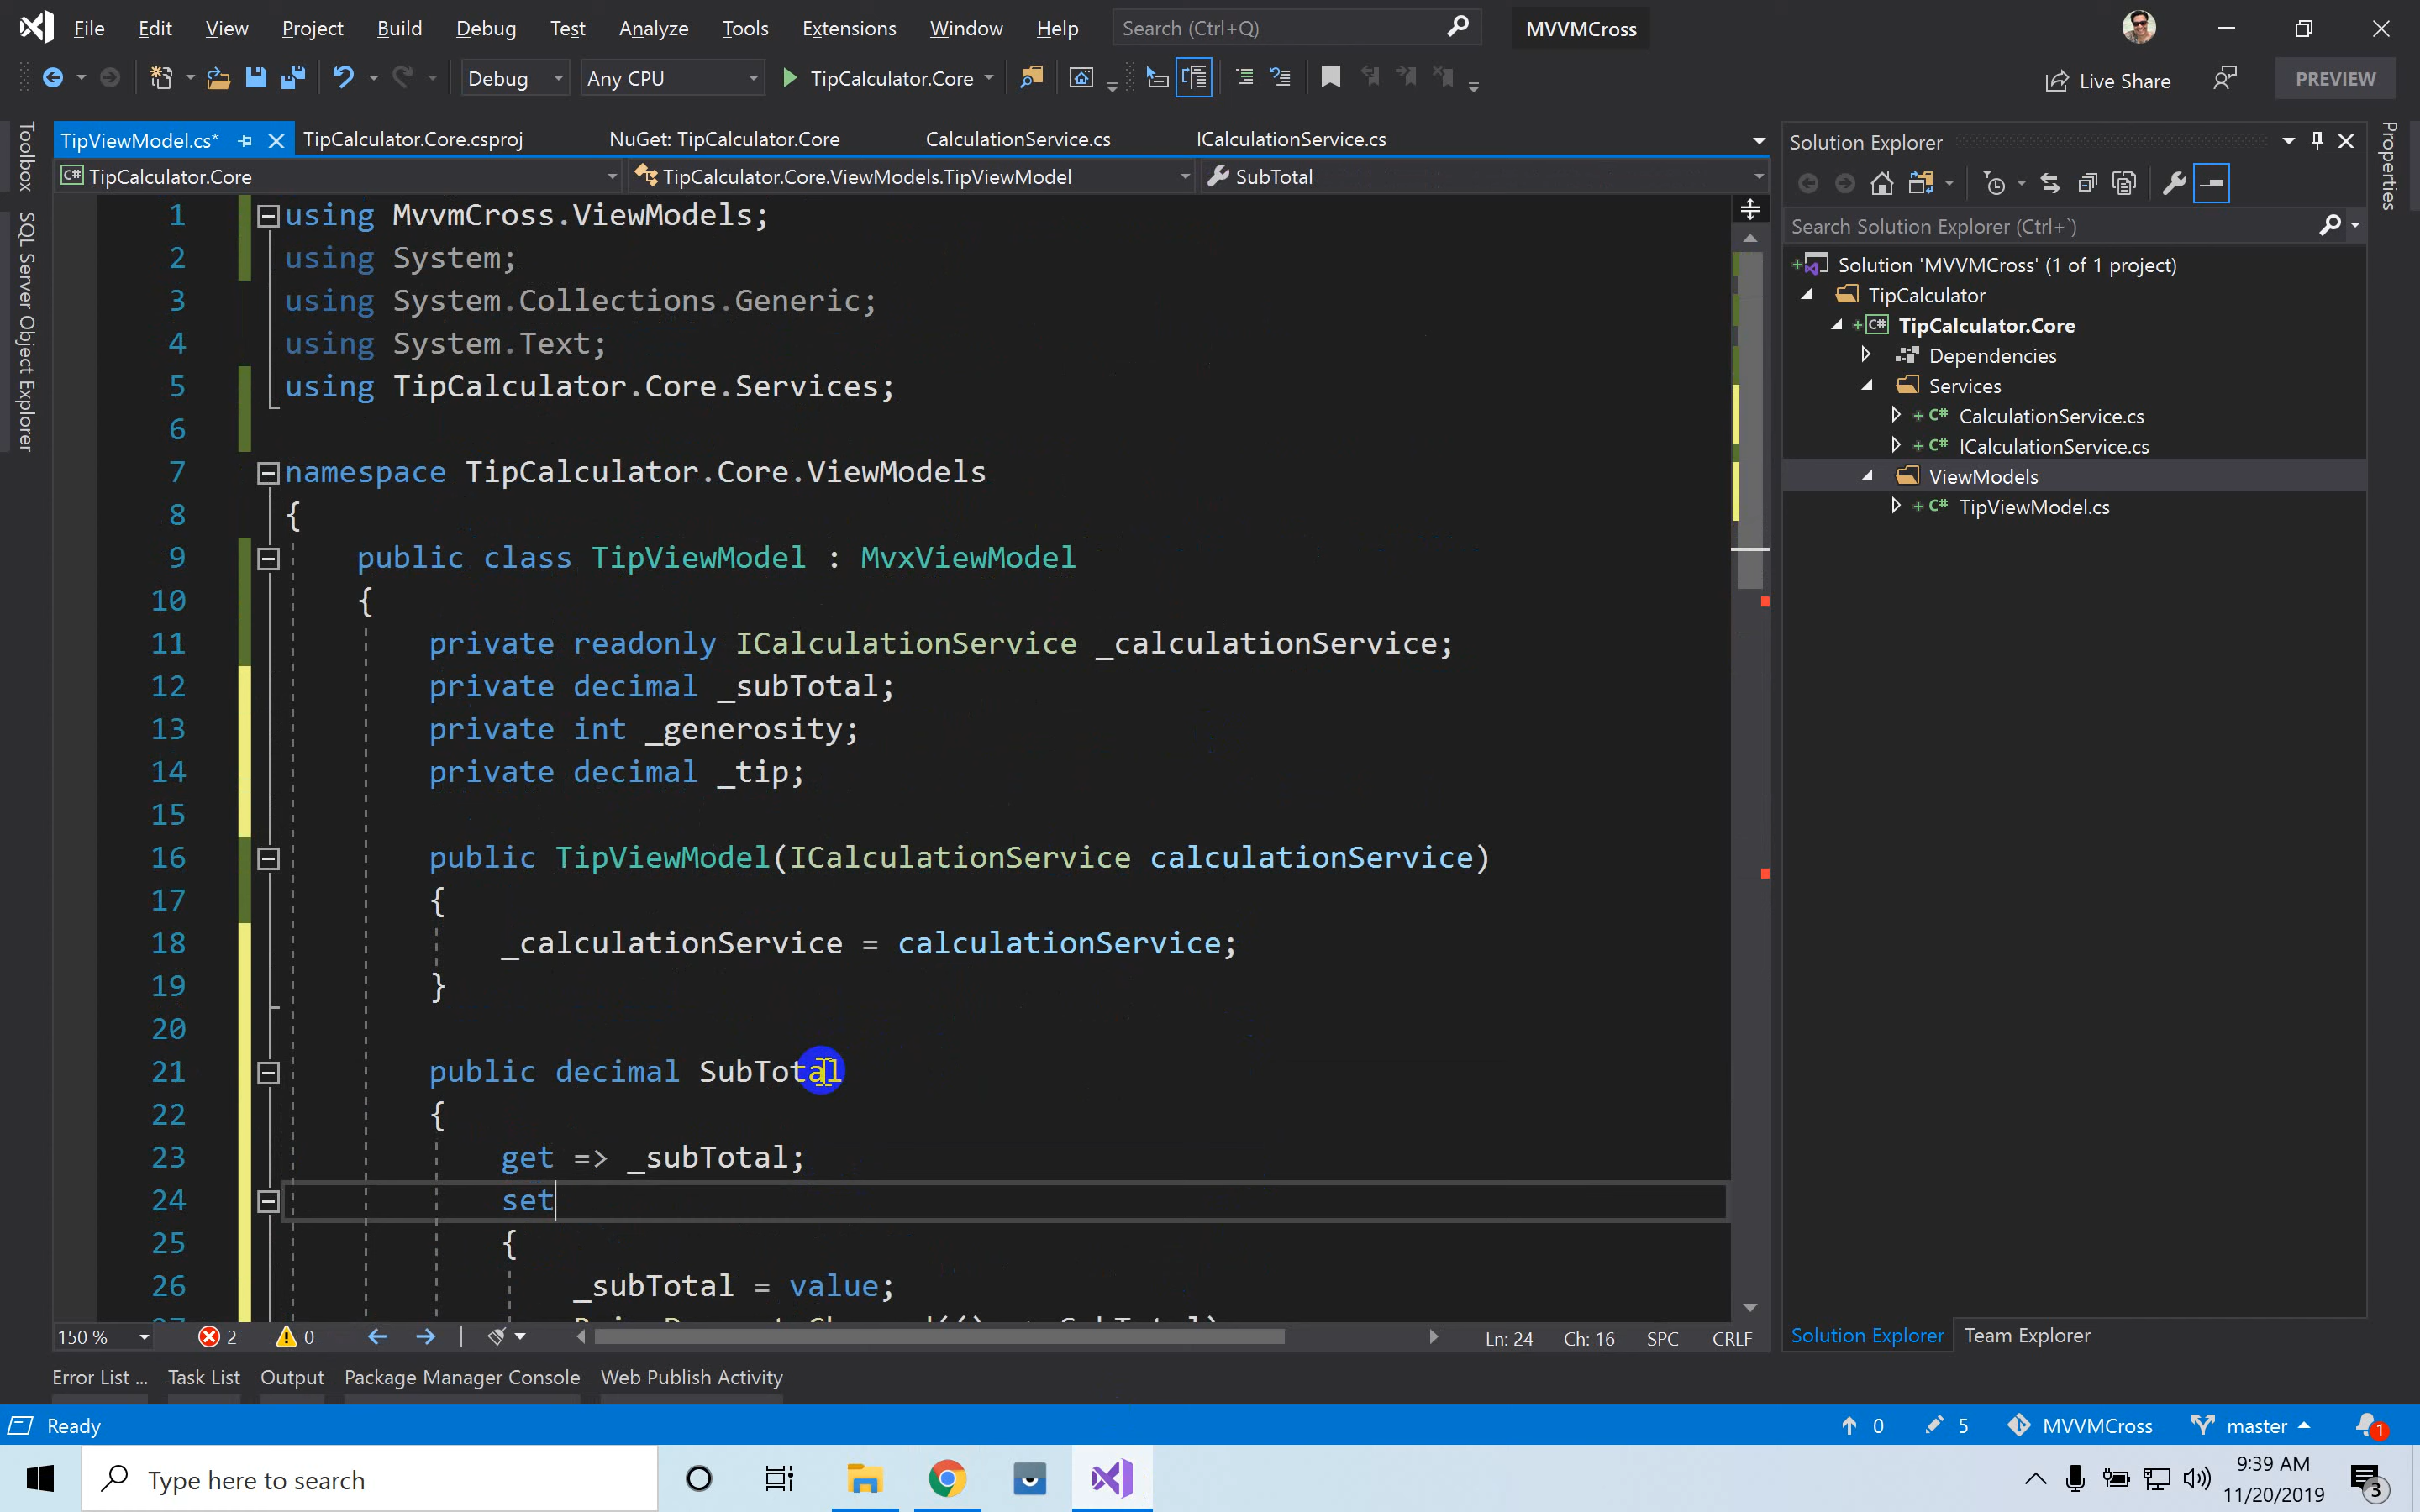 File Edit View Project Build Debug Test Analyze Tools Extensions Window Help Search (Ctrl+Q) MVVMCross
Debug Any CPU TipCalculator.Core Live Share PREVIEW
Toolbox
SQL Server Object Explorer
TipViewModel.cs* TipCalculator.Core.csproj NuGet: TipCalculator.Core CalculationService.cs ICalculationService.cs
TipCalculator.Core TipCalculator.Core.ViewModels.TipViewModel SubTotal
1 using MvvmCross.ViewModels;
2 using System;
3 using System.Collections.Generic;
4 using System.Text;
5 using TipCalculator.Core.Services;
6
7 namespace TipCalculator.Core.ViewModels
8 {
9 public class TipViewModel : MvxViewModel
10 {
11 private readonly ICalculationService _calculationService;
12 private decimal _subTotal;
13 private int _generosity;
14 private decimal _tip;
15
16 public TipViewModel(ICalculationService calculationService)
17 {
18 _calculationService = calculationService;
19 }
20
21 public decimal SubTotal
22 {
23 get => _subTotal;
24 set
25 {
26 _subTotal = value;
150 % 2 0 Ln: 24 Ch: 16 SPC CRLF
Solution Explorer
Search Solution Explorer (Ctrl+`)
Solution 'MVVMCross' (1 of 1 project)
TipCalculator
C# TipCalculator.Core
Dependencies
Services
C# CalculationService.cs
C# ICalculationService.cs
ViewModels
C# TipViewModel.cs
Solution Explorer Team Explorer
Properties
Error List ... Task List Output Package Manager Console Web Publish Activity
Ready 0 5 MVVMCross master 1
Type here to search
9:39 AM
11/20/2019
3